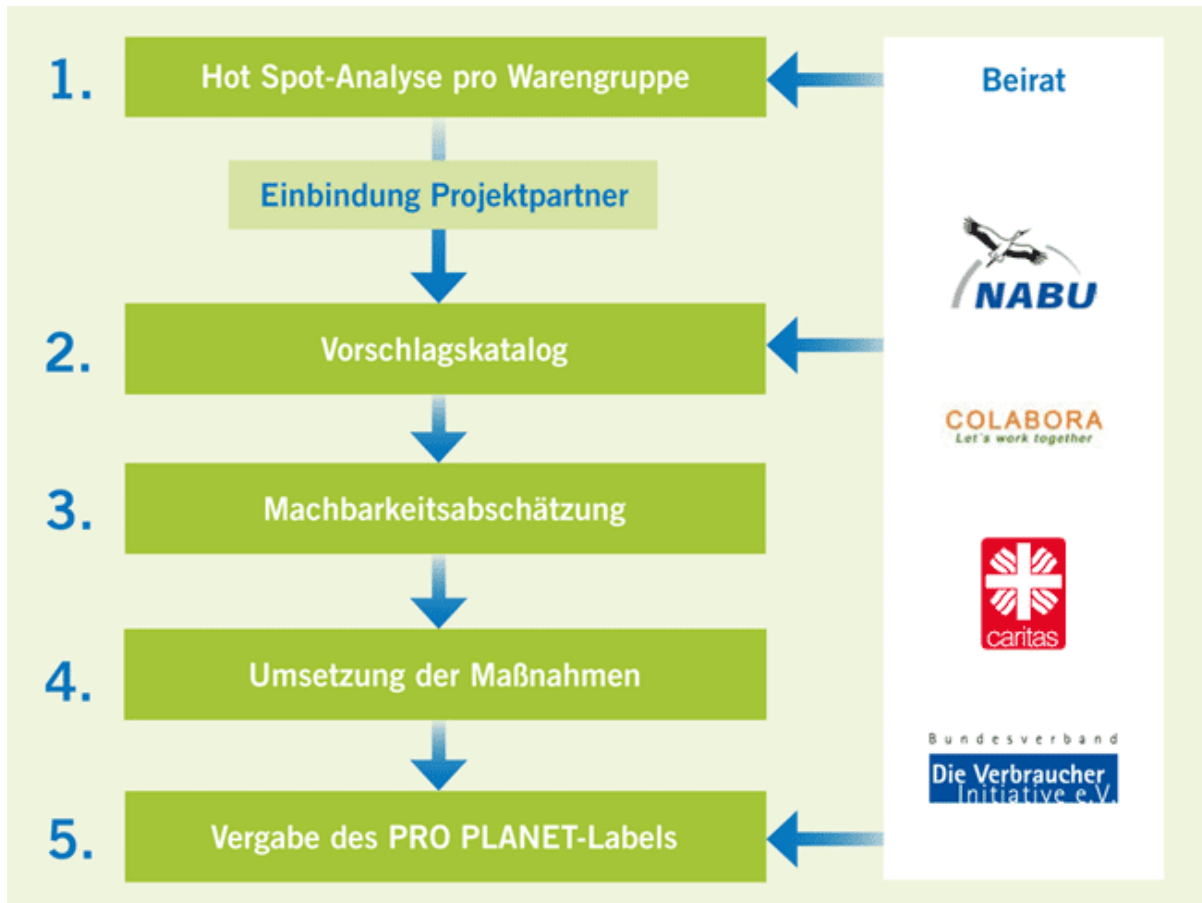 1.
Hot Spot-Analyse pro Warengruppe
Einbindung Projektpartner
2.
Vorschlagskatalog
3.
Machbarkeitsabschätzung
4.
Umsetzung der Maßnahmen
5.
Vergabe des PRO PLANET-Labels
Beirat
NABU
COLABORA
Let's work together
caritas
Bundesverband
Die Verbraucher
Initiative e.V.